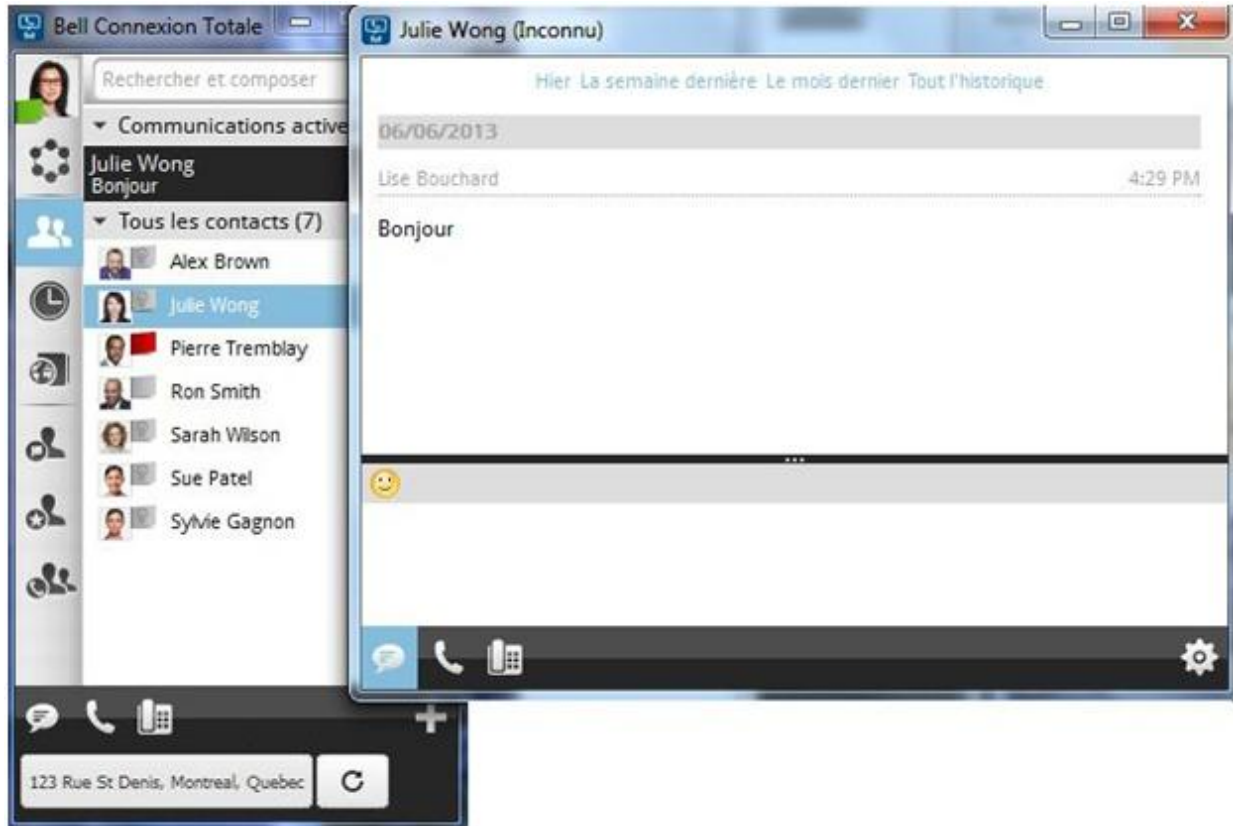 Bell Connexion Totale
Rechercher et composer
Communications active
Julie Wong
Bonjour
Tous les contacts (7)
Alex Brown
Julie Wong
Pierre Tremblay
Ron Smith
Sarah Wilson
Sue Patel
Sylvie Gagnon
123 Rue St Denis, Montreal, Quebec
Julie Wong (Inconnu)
Hier La semaine dernière Le mois dernier Tout l'historique
06/06/2013
Lise Bouchard 4:29 PM
Bonjour